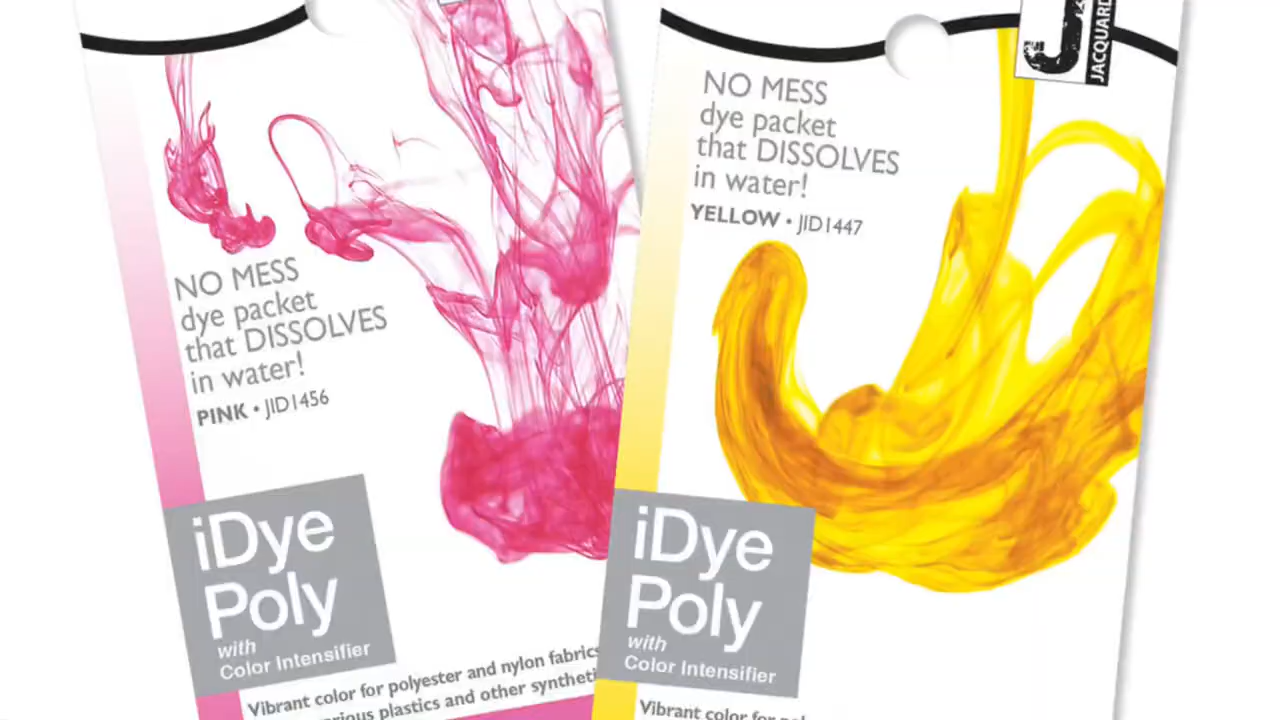 NO MESS
dye packet
that DISSOLVES
in water!
PINK • JID1456
iDye
Poly
with
Color Intensifier
Vibrant color for polyester and nylon fabrics
plastics and other
J
JACQUARD
NO MESS
dye packet
that DISSOLVES
in water!
YELLOW • JID1447
iDye
Poly
with
Color Intensifier
Vibrant color for